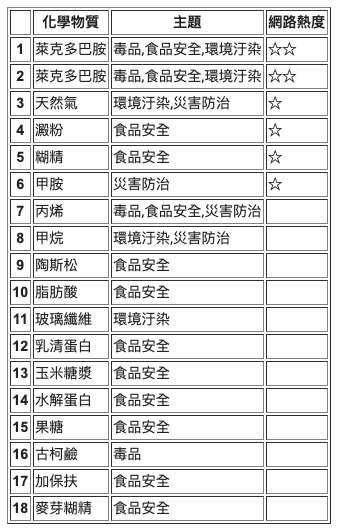 化學物質 主題 網路熱度
1 萊克多巴胺 毒品,食品安全,環境汙染 ☆☆
2 萊克多巴胺 毒品,食品安全,環境汙染 ☆☆
3 天然氣 環境汙染,災害防治 ☆
4 澱粉 食品安全 ☆
5 糊精 食品安全 ☆
6 甲胺 災害防治 ☆
7 丙烯 毒品,食品安全,災害防治
8 甲烷 環境汙染,災害防治
9 陶斯松 食品安全
10 脂肪酸 食品安全
11 玻璃纖維 環境汙染
12 乳清蛋白 食品安全
13 玉米糖漿 食品安全
14 水解蛋白 食品安全
15 果糖 食品安全
16 古柯鹼 毒品
17 加保扶 食品安全
18 麥芽糊精 食品安全